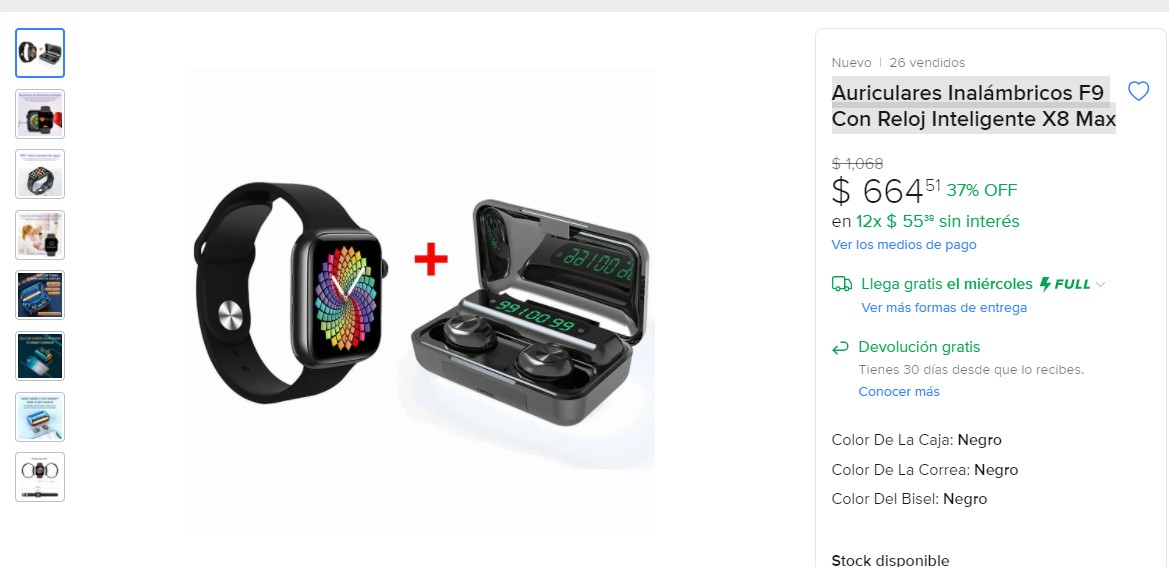 Nuevo | 26 vendidos
Auriculares Inalámbricos F9
Con Reloj Inteligente X8 Max
$ 1,068
$ 664 51 37% OFF
en 12x $ 55 38 sin interés
Ver los medios de pago
Llega gratis el miércoles FULL
Ver más formas de entrega
Devolución gratis
Tienes 30 días desde que lo recibes.
Conocer más
Color De La Caja: Negro
Color De La Correa: Negro
Color Del Bisel: Negro
Stock disponible